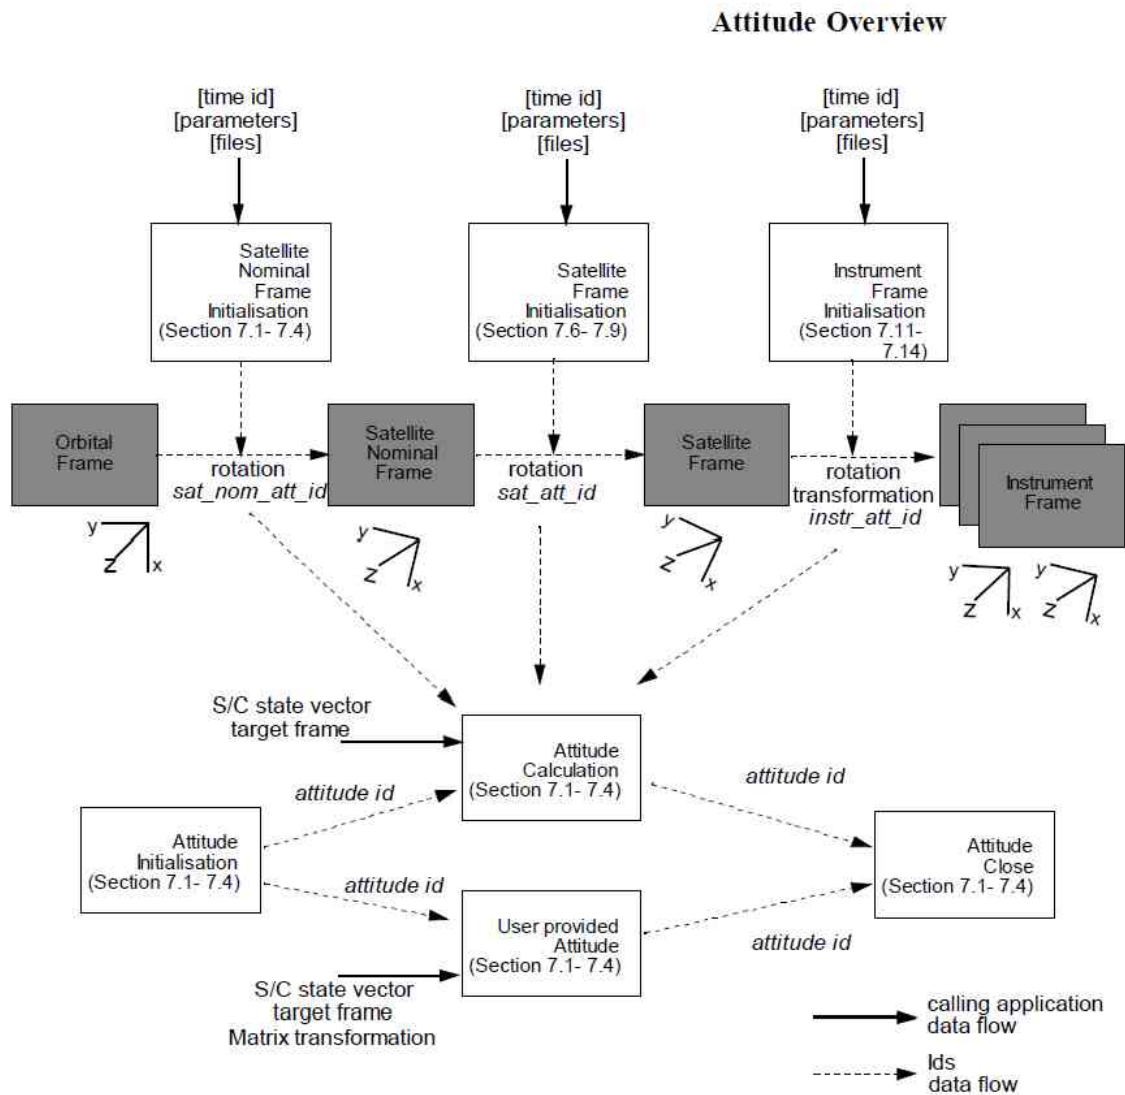 Attitude Overview
[time id]
[parameters]
[files]
[time id]
[parameters]
[files]
[time id]
[parameters]
[files]
Satellite
Nominal
Frame
Initialisation
(Section 7.1- 7.4)
Satellite
Frame
Initialisation
(Section 7.6- 7.9)
Instrument
Frame
Initialisation
(Section 7.11-
7.14)
Orbital
Frame
rotation
sat_nom_att_id
Satellite
Nominal
Frame
rotation
sat_att_id
Satellite
Frame
rotation
transformation
instr_att_id
Instrument
Frame
y
z
x
y
z
x
y
z
x
y
z
x
y
z
x
S/C state vector
target frame
Attitude
Calculation
(Section 7.1- 7.4)
attitude id
attitude id
Attitude
Initialisation
(Section 7.1- 7.4)
Attitude
Close
(Section 7.1- 7.4)
attitude id
User provided
Attitude
(Section 7.1- 7.4)
attitude id
S/C state vector
target frame
Matrix transformation
calling application
data flow
Ids
data flow